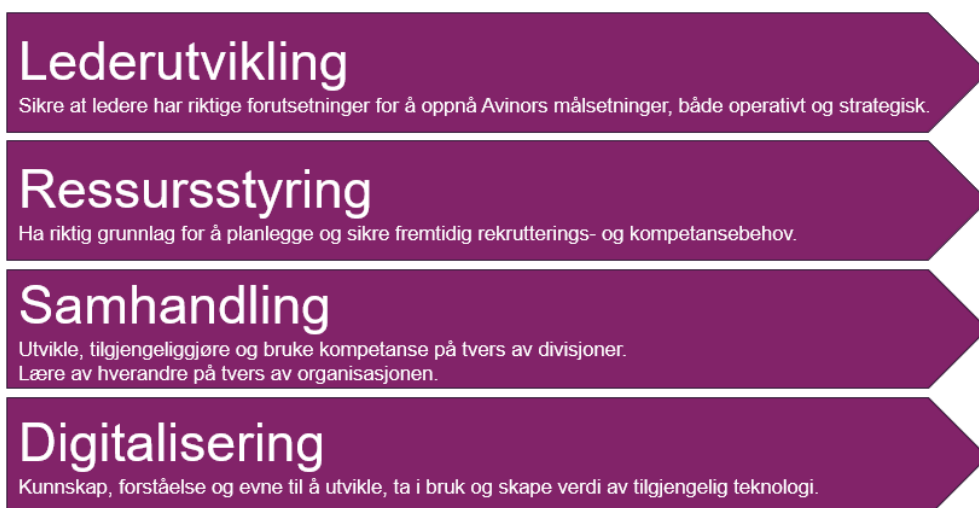 Lederutvikling
Sikre at ledere har riktige forutsetninger for å oppnå Avinors målsetninger, både operativt og strategisk.
Ressursstyring
Ha riktig grunnlag for å planlegge og sikre fremtidig rekrutterings- og kompetansebehov.
Samhandling
Utvikle, tilgjengeliggjøre og bruke kompetanse på tvers av divisjoner.
Lære av hverandre på tvers av organisasjonen.
Digitalisering
Kunnskap, forståelse og evne til å utvikle, ta i bruk og skape verdi av tilgjengelig teknologi.